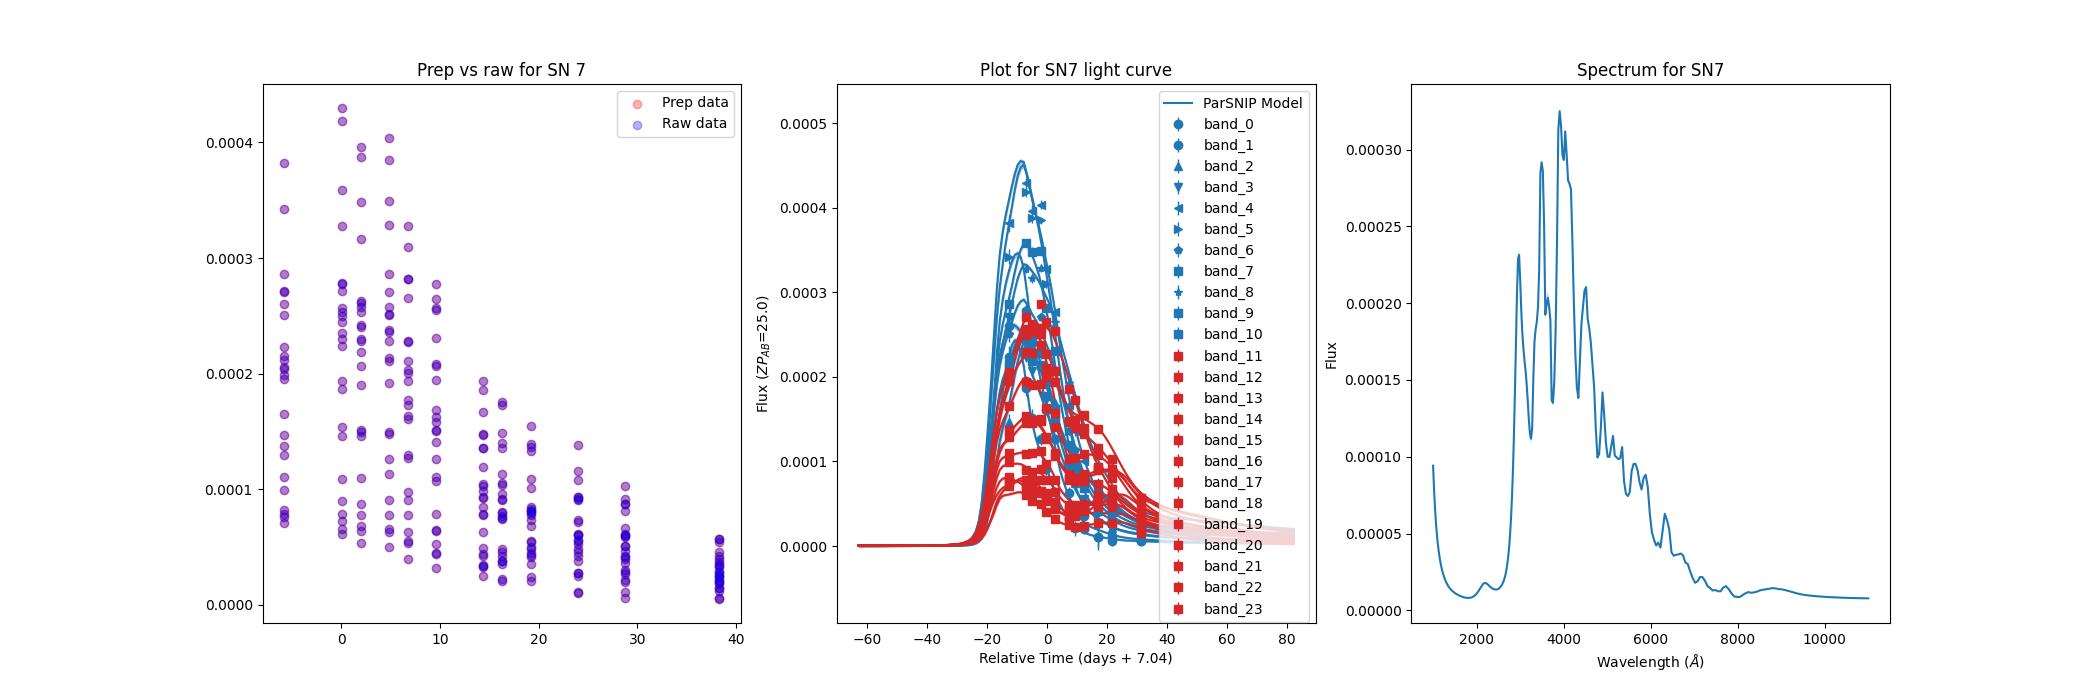 Prep vs raw for SN 7
Prep data
Raw data
0.0004
0.0003
0.0002
0.0001
0.0000
0
10
20
30
40
Plot for SN7 light curve
Flux (ZP_AB=25.0)
0.0005
0.0004
0.0003
0.0002
0.0001
0.0000
ParSNIP Model
band_0
band_1
band_2
band_3
band_4
band_5
band_6
band_7
band_8
band_9
band_10
band_11
band_12
band_13
band_14
band_15
band_16
band_17
band_18
band_19
band_20
band_21
band_22
band_23
−60
−40
−20
0
20
40
60
80
Relative Time (days + 7.04)
Spectrum for SN7
Flux
0.00030
0.00025
0.00020
0.00015
0.00010
0.00005
0.00000
2000
4000
6000
8000
10000
Wavelength (Å)